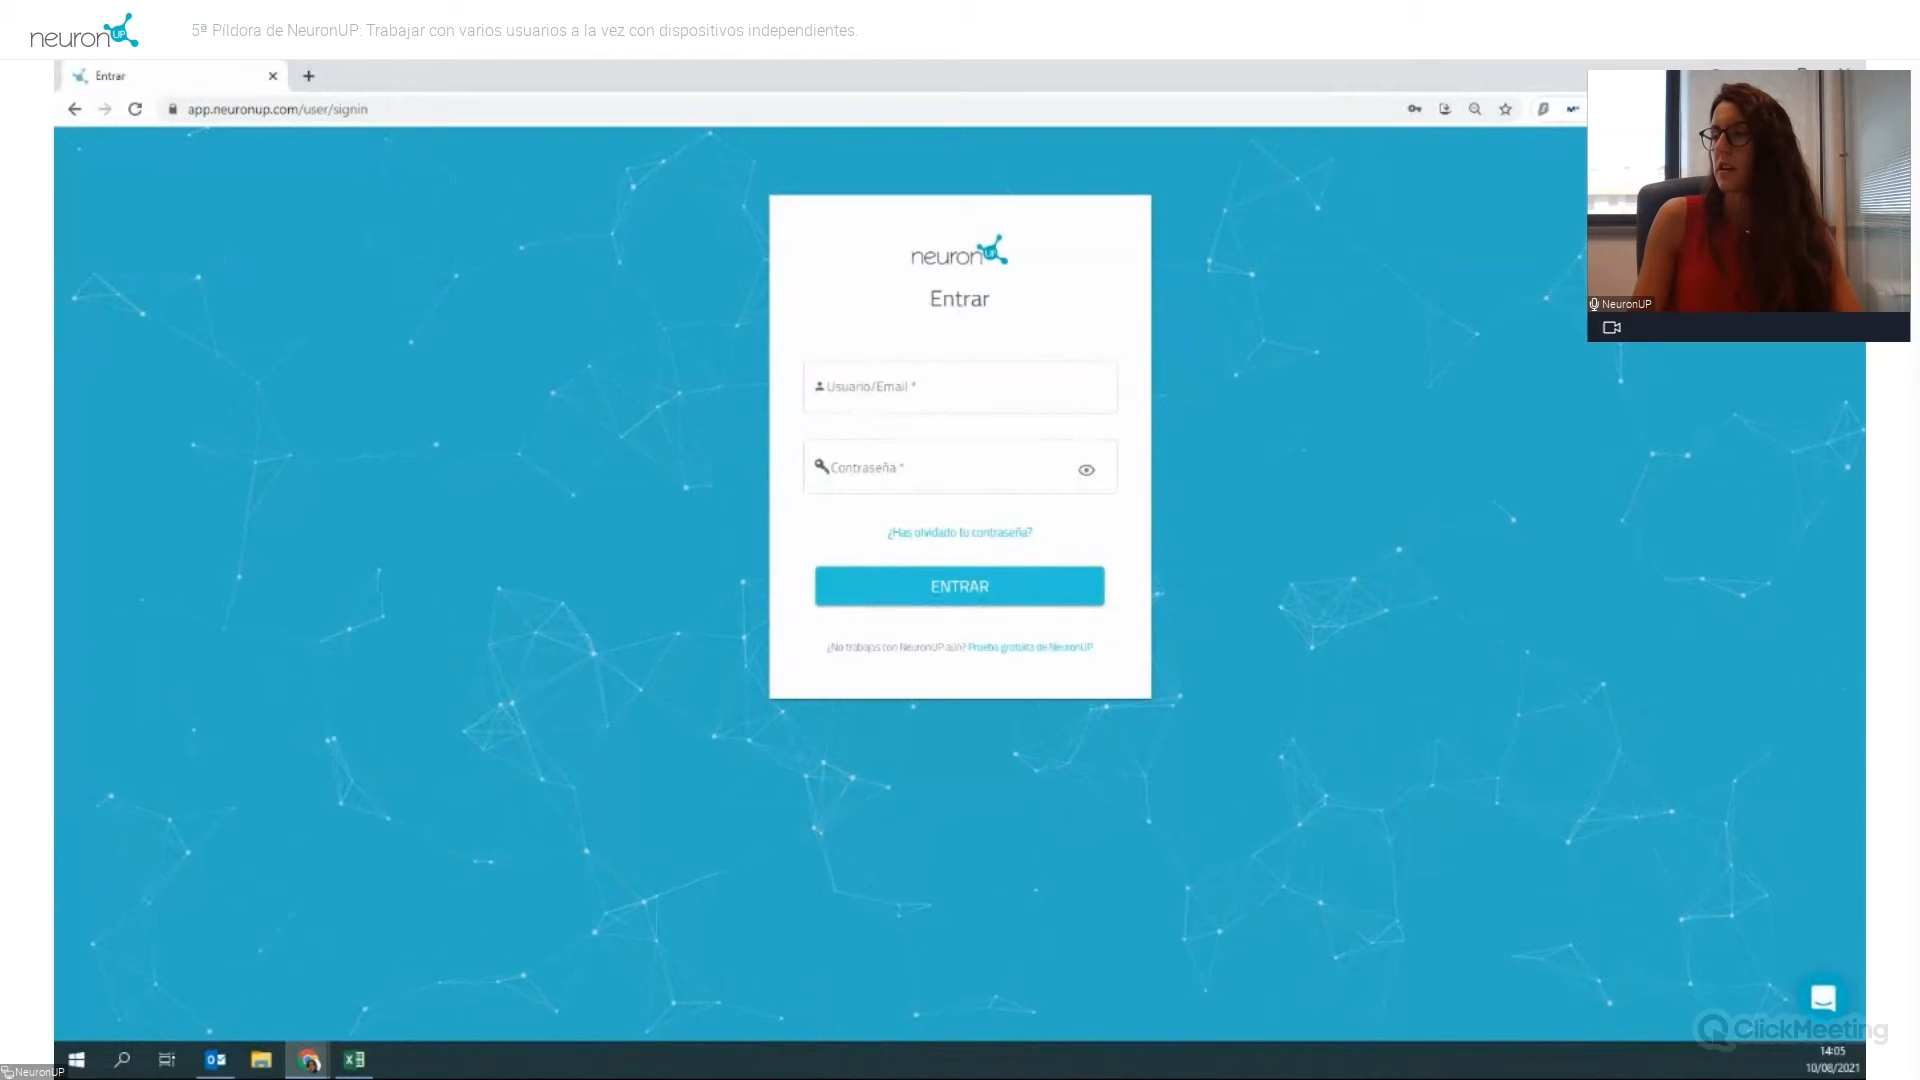 neuronUP
5ª Píldora de NeuronUP: Trabajar con varios usuarios a la vez con dispositivos independientes.
Entrar
app.neuronup.com/user/signin
neuronUP
Entrar
Usuario/Email *
Contraseña *
¿Has olvidado tu contraseña?
ENTRAR
¿No trabajas con NeuronUP aún? Prueba gratuita de NeuronUP
NeuronUP
ClickMeeting
14:05
10/08/2021
NeuronUP